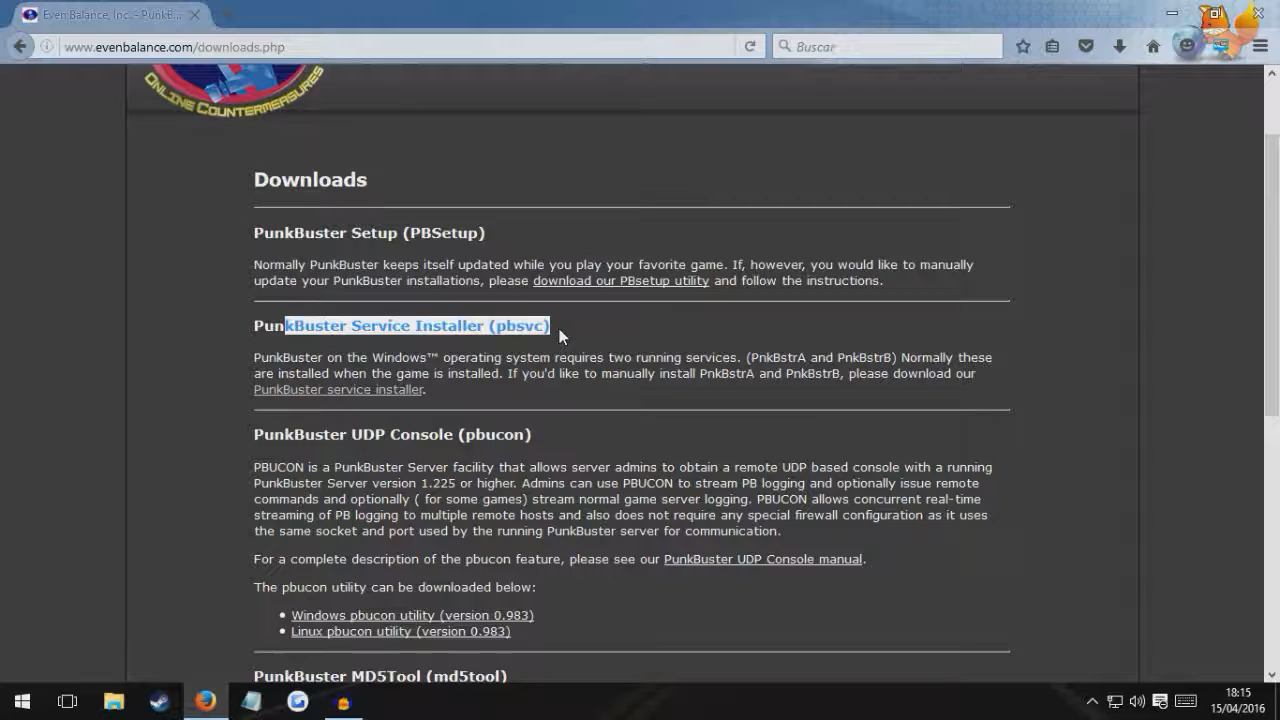 Even Balance, Inc. - PunkB...
www.evenbalance.com/downloads.php
Buscar
ONLINE COUNTERMEASURES
Downloads
PunkBuster Setup (PBSetup)
Normally PunkBuster keeps itself updated while you play your favorite game. If, however, you would like to manually
update your PunkBuster installations, please download our PBsetup utility and follow the instructions.
PunkBuster Service Installer (pbsvc)
PunkBuster on the Windows™ operating system requires two running services. (PnkBstrA and PnkBstrB) Normally these
are installed when the game is installed. If you'd like to manually install PnkBstrA and PnkBstrB, please download our
PunkBuster service installer.
PunkBuster UDP Console (pbucon)
PBUCON is a PunkBuster Server facility that allows server admins to obtain a remote UDP based console with a running
PunkBuster Server version 1.225 or higher. Admins can use PBUCON to stream PB logging and optionally issue remote
commands and optionally ( for some games) stream normal game server logging. PBUCON allows concurrent real-time
streaming of PB logging to multiple remote hosts and also does not require any special firewall configuration as it uses
the same socket and port used by the running PunkBuster server for communication.
For a complete description of the pbucon feature, please see our PunkBuster UDP Console manual.
The pbucon utility can be downloaded below:
• Windows pbucon utility (version 0.983)
• Linux pbucon utility (version 0.983)
PunkBuster MD5Tool (md5tool)
18:15
15/04/2016